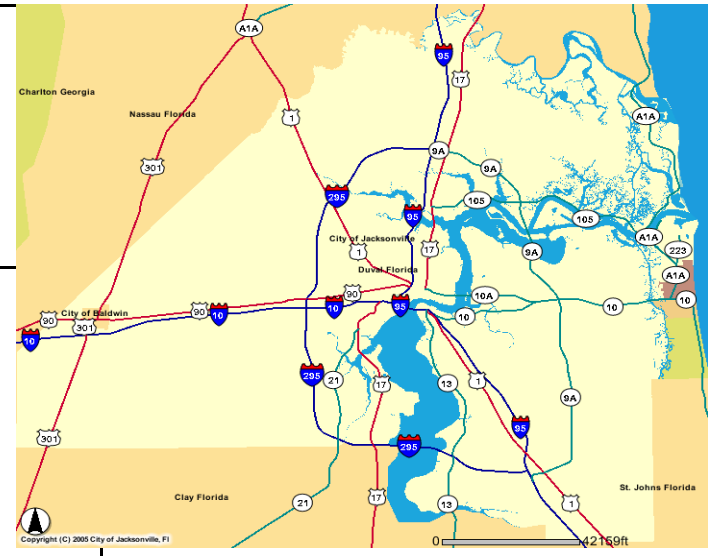 A1A
95
17
Charlton Georgia
Nassau Florida
1
A1A
9A
9A
301
295
105
95
105
City of Jacksonville
A1A
223
1
17
9A
Duval Florida
A1A
90
10A
10
90
City of Baldwin
90
10
10
95
10
10
301
10
295
21
17
13
1
9A
95
301
295
St. Johns Florida
Clay Florida
21
17
13
1
Copyright (C) 2005 City of Jacksonville, Fl
0
42159ft